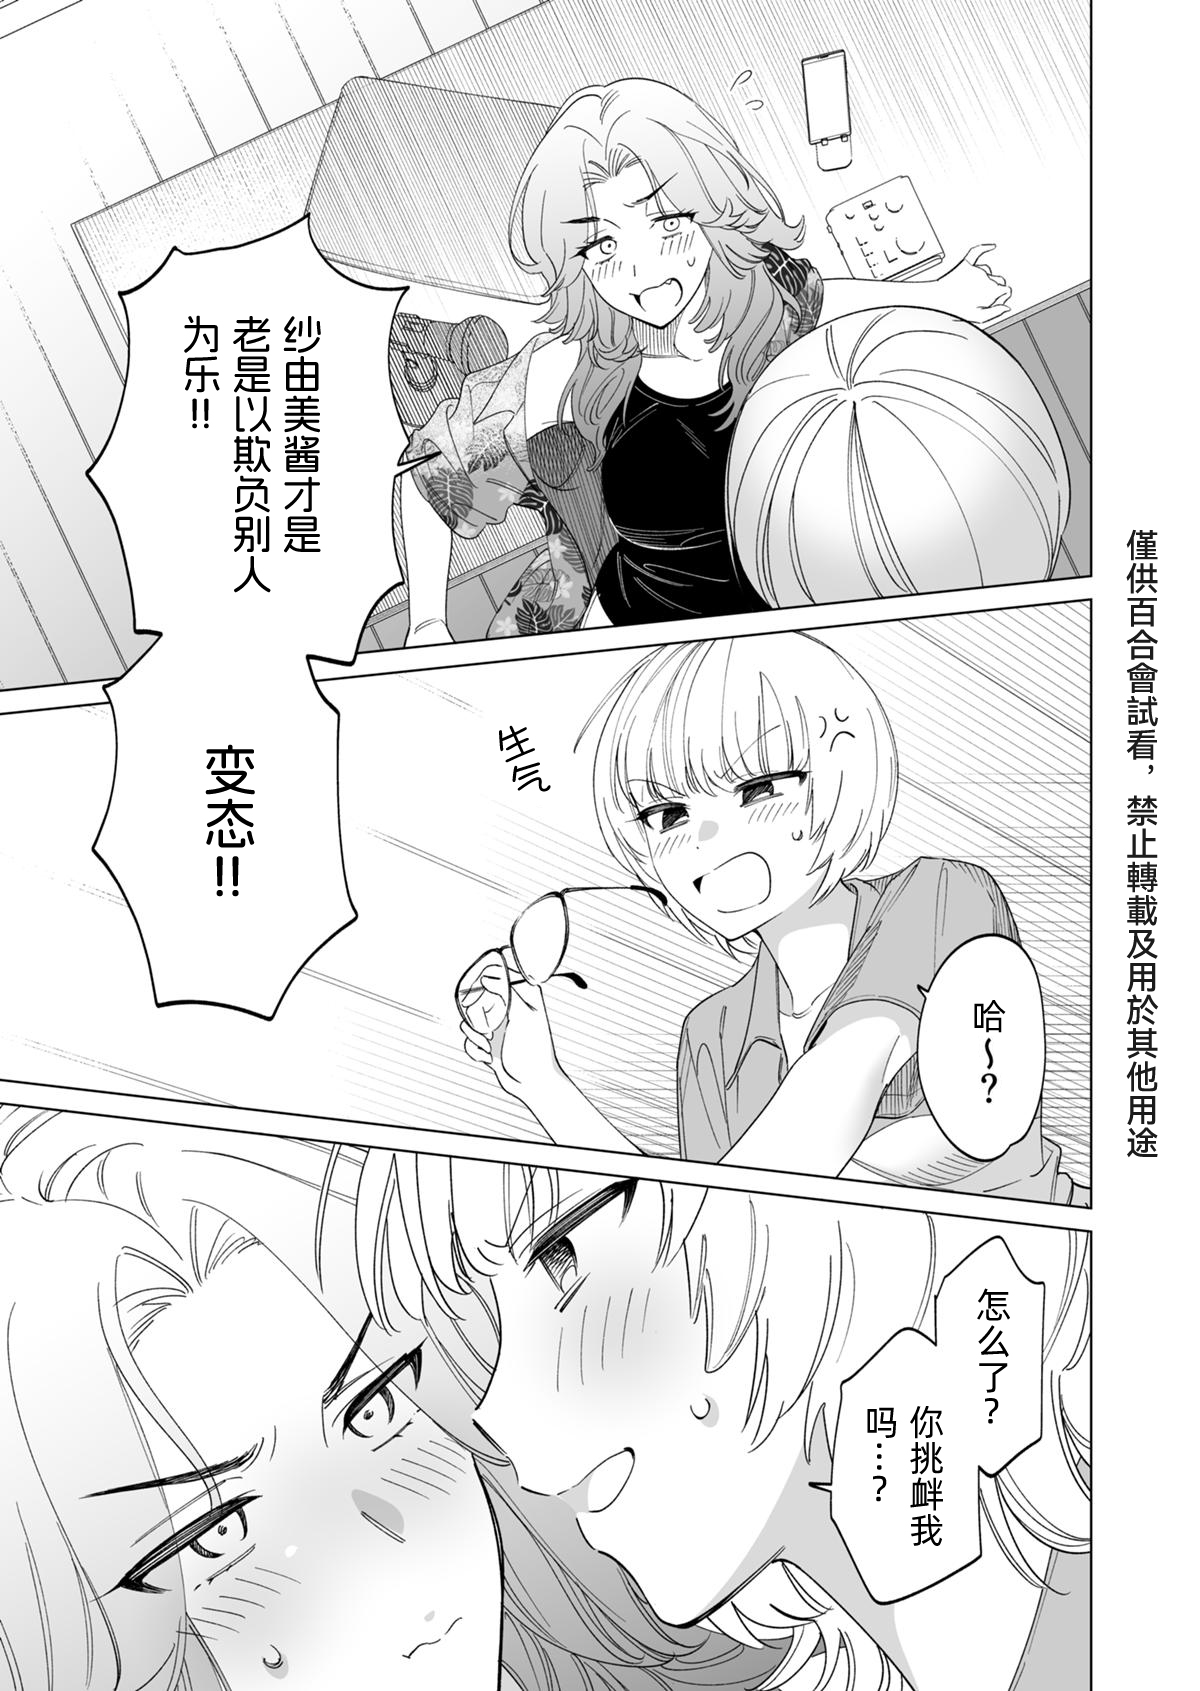 纱由美酱才是
老是以欺负别人
为乐!!
变态!!
生气
哈～?
怎么了?
你挑衅我
吗…?
僅供百合會試看，禁止轉載及用於其他用途